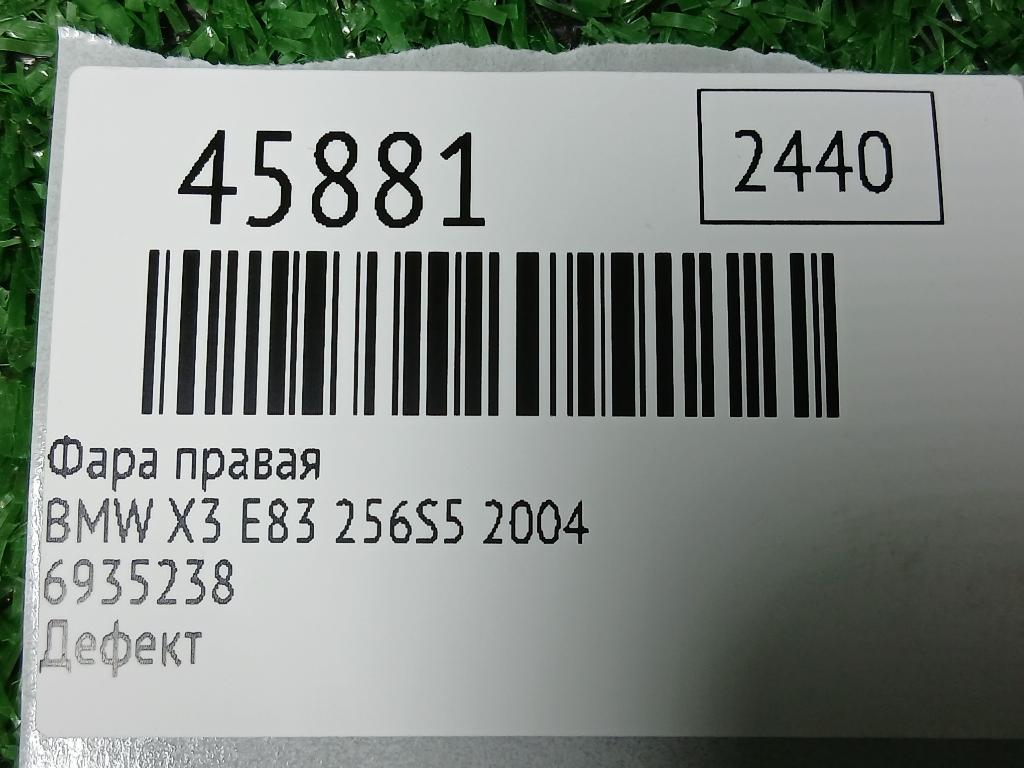 45881
2440
Фара правая
BMW X3 E83 256S5 2004
6935238
Дефект